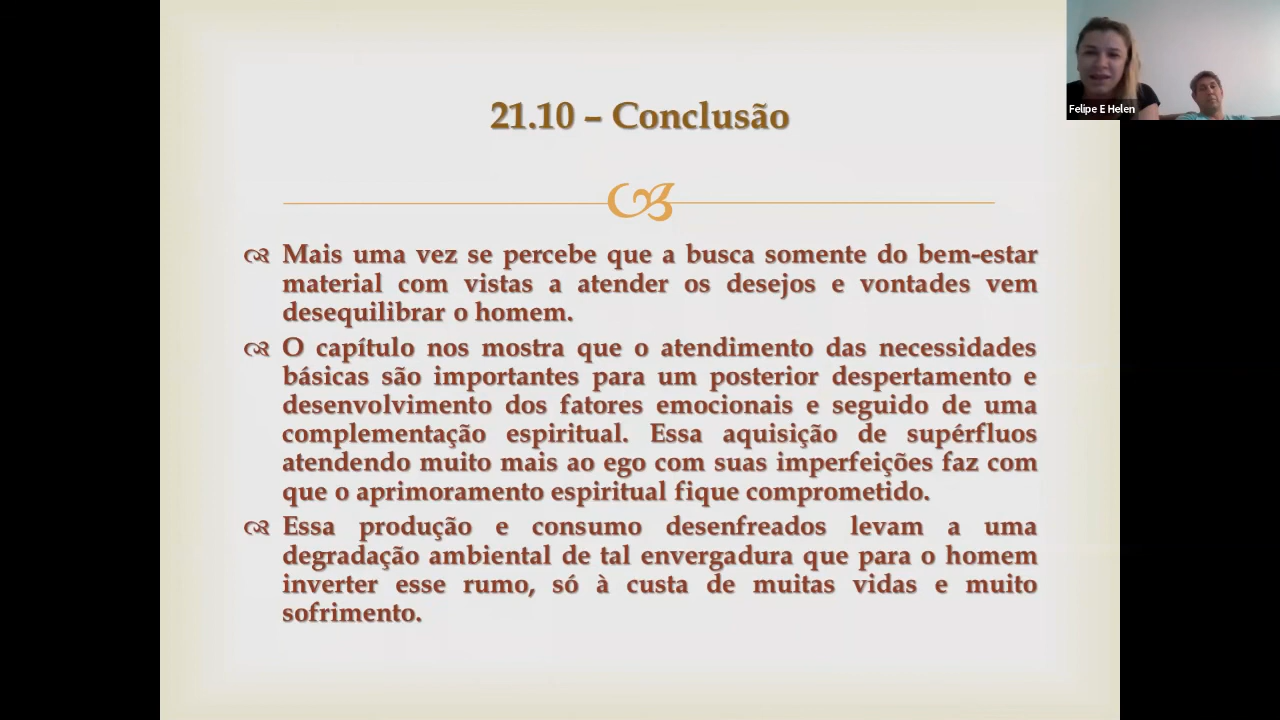 21.10 – Conclusão
Felipe E Helen
Mais uma vez se percebe que a busca somente do bem-estar
material com vistas a atender os desejos e vontades vem
desequilibrar o homem.
O capítulo nos mostra que o atendimento das necessidades
básicas são importantes para um posterior despertamento e
desenvolvimento dos fatores emocionais e seguido de uma
complementação espiritual. Essa aquisição de supérfluos
atendendo muito mais ao ego com suas imperfeições faz com
que o aprimoramento espiritual fique comprometido.
Essa produção e consumo desenfreados levam a uma
degradação ambiental de tal envergadura que para o homem
inverter esse rumo, só à custa de muitas vidas e muito
sofrimento.